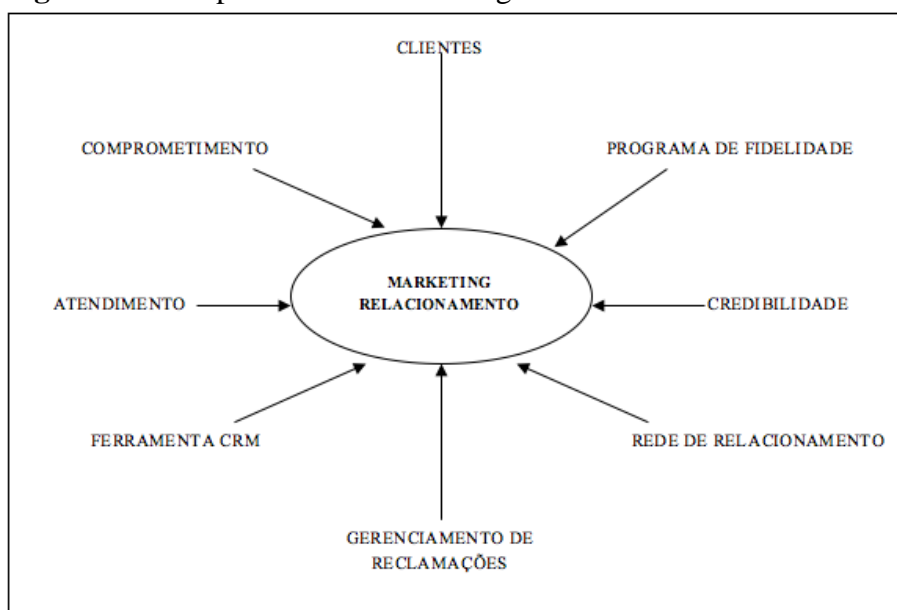 CLIENTES
COMPROMETIMENTO
PROGRAMA DE FIDELIDADE
MARKETING
RELACIONAMENTO
ATENDIMENTO
CREDIBILIDADE
FERRAMENTA CRM
REDE DE RELACIONAMENTO
GERENCIAMENTO DE
RECLAMAÇÕES